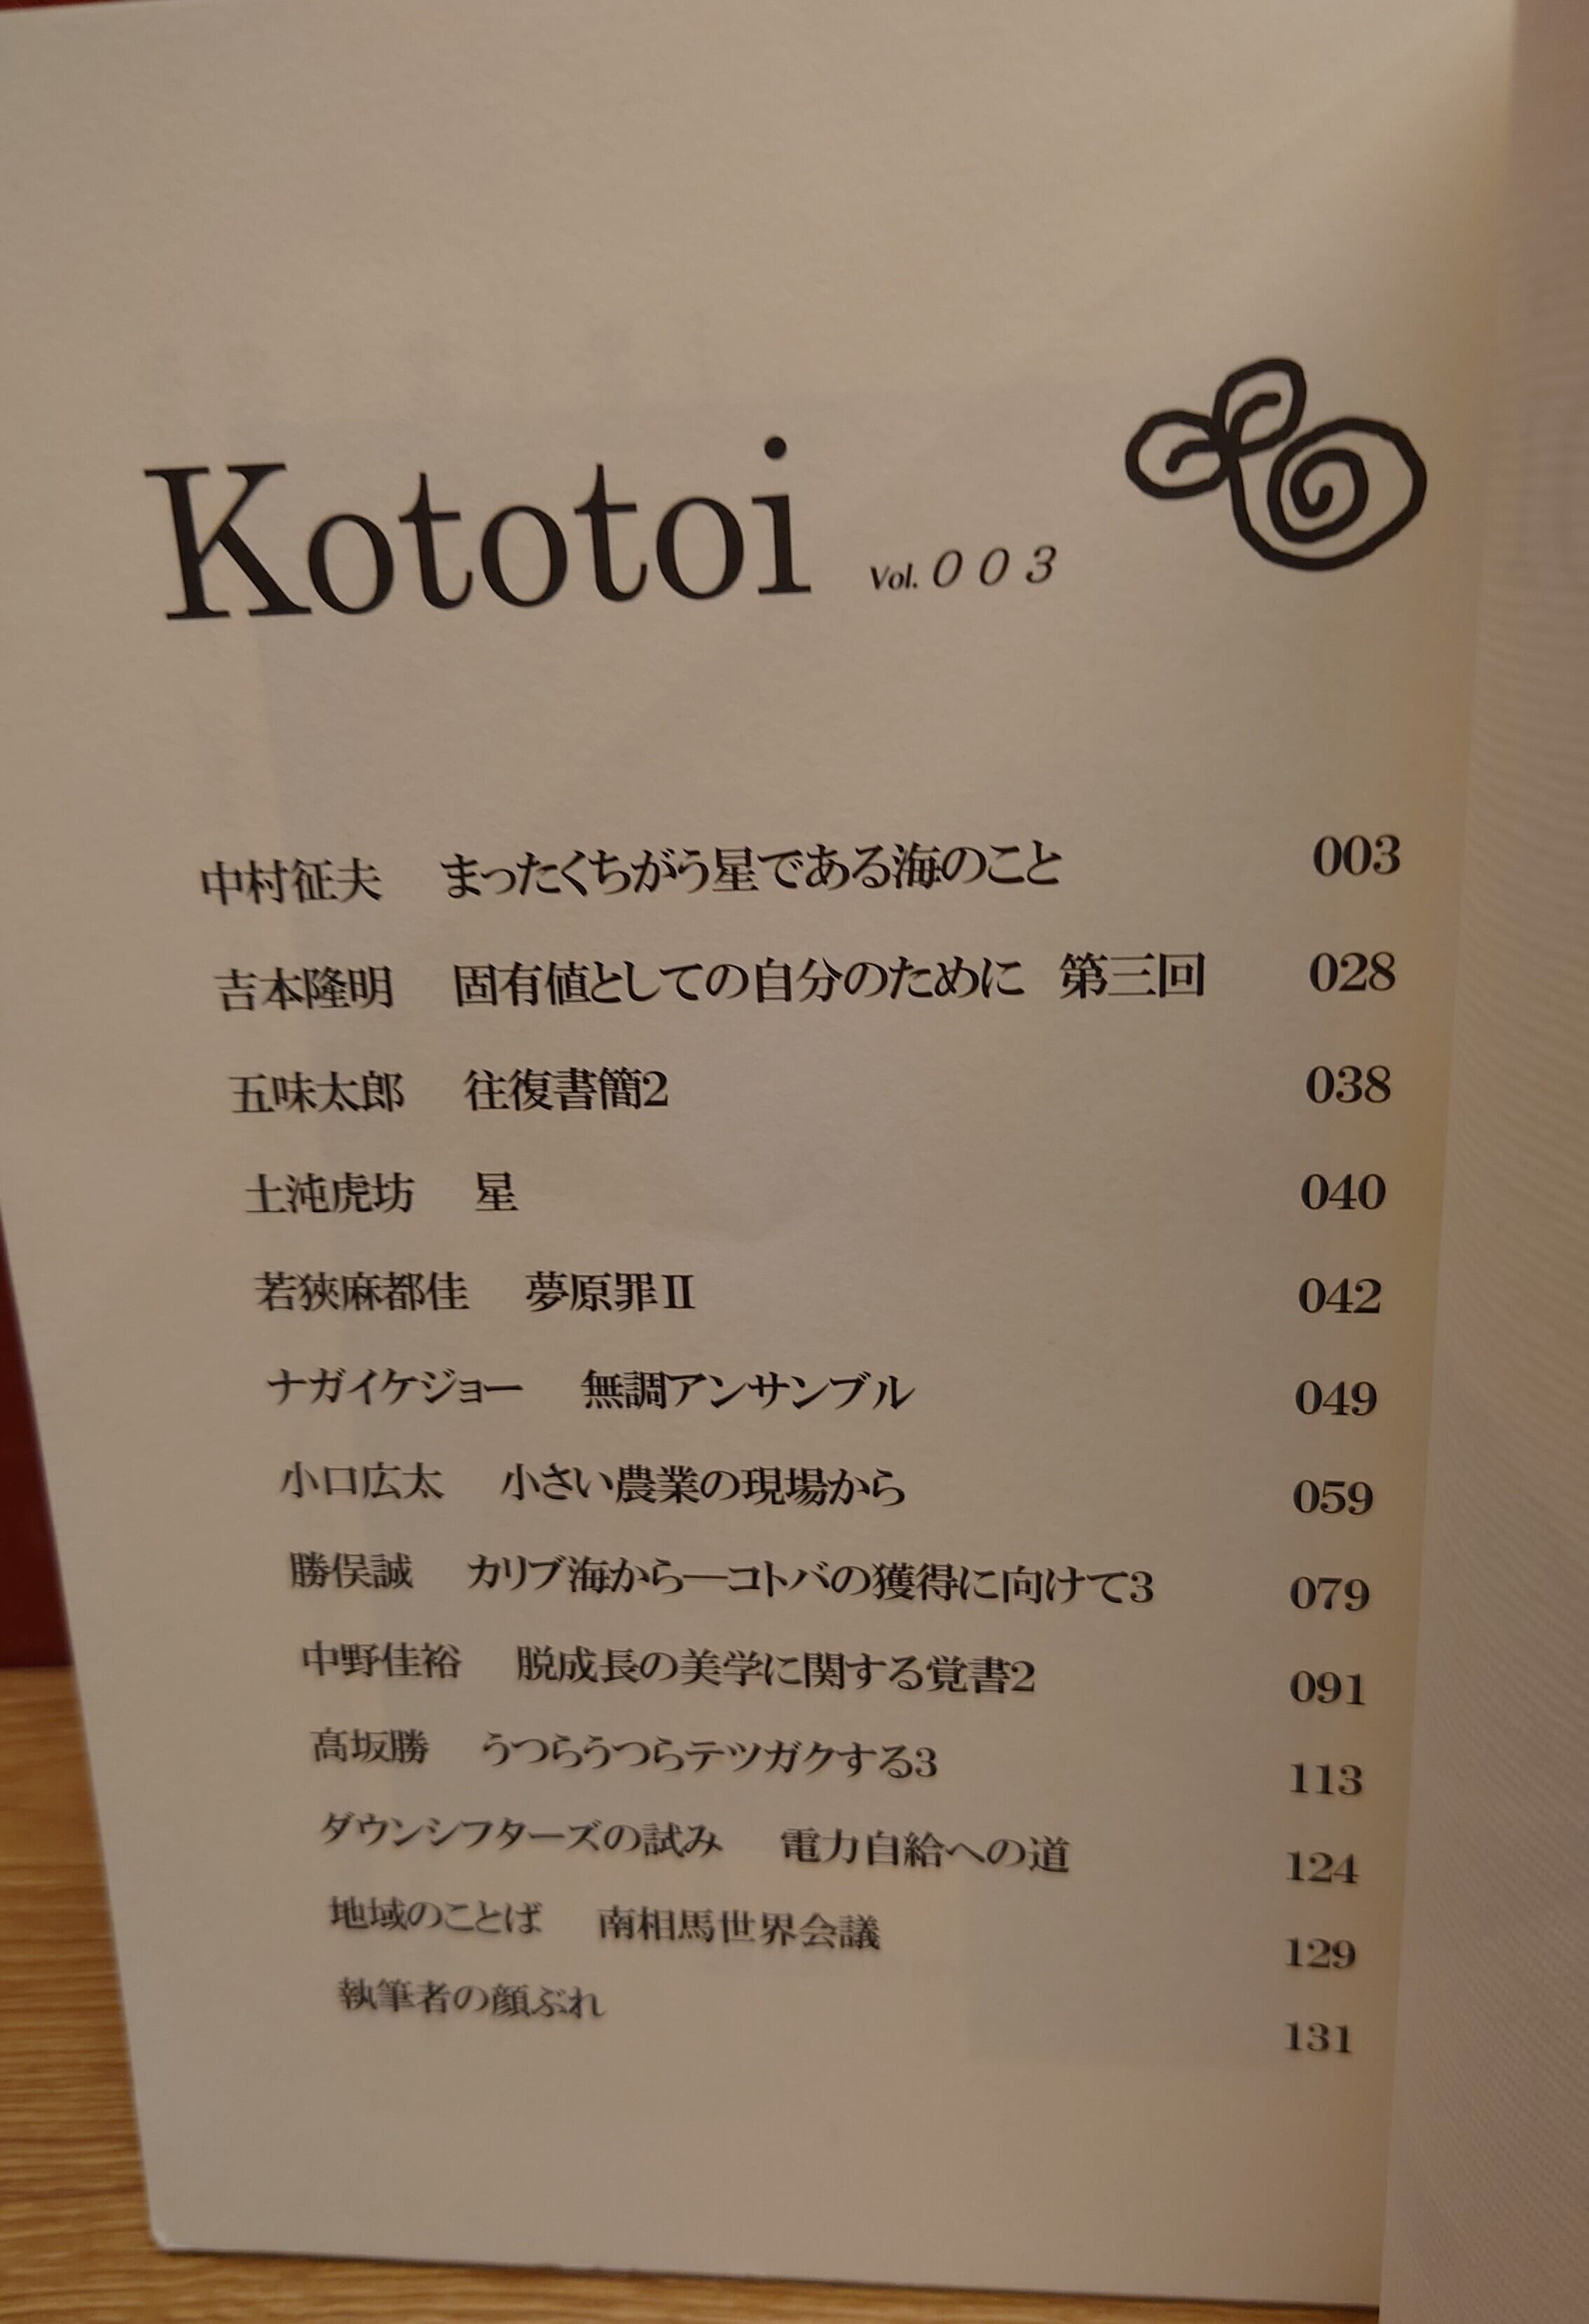 Kototoi Vol.003
中村征夫 まったくちがう星である海のこと 003
吉本隆明 固有値としての自分のために 第三回 028
五味太郎 往復書簡2 038
土沌虎坊 星 040
若狹麻都佳 夢原罪Ⅱ 042
ナガイケジョー 無調アンサンブル 049
小口広太 小さい農業の現場から 059
勝俣誠 カリブ海から―コトバの獲得に向けて3 079
中野佳裕 脱成長の美学に関する覚書2 091
髙坂勝 うつらうつらテツガクする3 113
ダウンシフターズの試み 電力自給への道 124
地域のことば 南相馬世界会議 129
執筆者の顔ぶれ 131